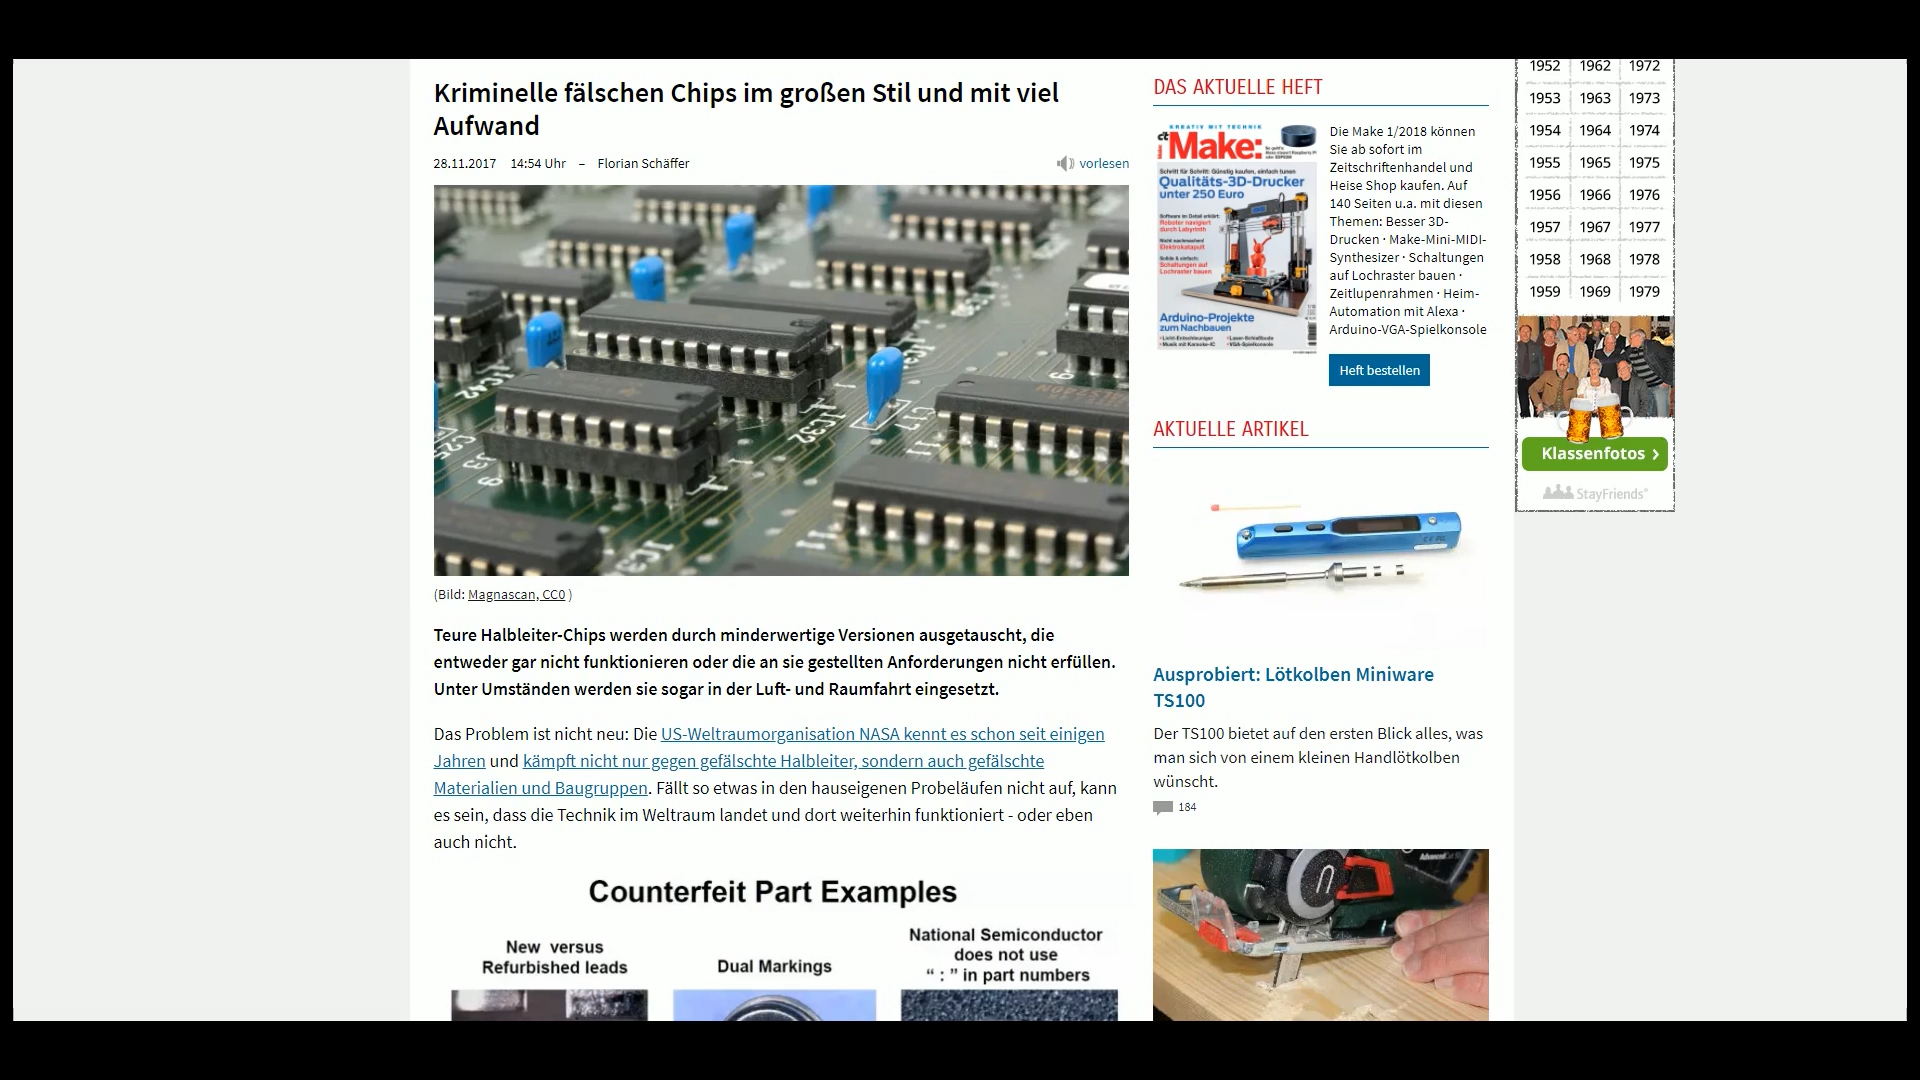 Kriminelle fälschen Chips im großen Stil und mit viel
Aufwand
28.11.2017 14:54 Uhr – Florian Schäffer
vorlesen
(Bild: Magnascan, CC0 )
Teure Halbleiter-Chips werden durch minderwertige Versionen ausgetauscht, die
entweder gar nicht funktionieren oder die an sie gestellten Anforderungen nicht erfüllen.
Unter Umständen werden sie sogar in der Luft- und Raumfahrt eingesetzt.
Das Problem ist nicht neu: Die US-Weltraumorganisation NASA kennt es schon seit einigen
Jahren und kämpft nicht nur gegen gefälschte Halbleiter, sondern auch gefälschte
Materialien und Baugruppen. Fällt so etwas in den hauseigenen Probeläufen nicht auf, kann
es sein, dass die Technik im Weltraum landet und dort weiterhin funktioniert - oder eben
auch nicht.
Counterfeit Part Examples
New versus
Refurbished leads
Dual Markings
National Semiconductor
does not use
“ : ” in part numbers
DAS AKTUELLE HEFT
KREATIV MIT TECHNIK
c't
Make:
Schritt für Schritt: Günstig kaufen, einfach tunen
Qualitäts-3D-Drucker
unter 250 Euro
Software im Detail erklärt:
Roboter navigiert
durch Labyrinth
Nicht nachmachen!
Elektrokatapult
Solide & einfach:
Schaltungen auf
Lochraster bauen
Arduino-Projekte
zum Nachbauen
Die Make 1/2018 können
Sie ab sofort im
Zeitschriftenhandel und
Heise Shop kaufen. Auf
140 Seiten u.a. mit diesen
Themen: Besser 3D-
Drucken · Make-Mini-MIDI-
Synthesizer · Schaltungen
auf Lochraster bauen ·
Zeitlupenrahmen · Heim-
Automation mit Alexa ·
Arduino-VGA-Spielkonsole
Heft bestellen
AKTUELLE ARTIKEL
Ausprobiert: Lötkolben Miniware
TS100
Der TS100 bietet auf den ersten Blick alles, was
man sich von einem kleinen Handlötkolben
wünscht.
184
1952 1962 1972
1953 1963 1973
1954 1964 1974
1955 1965 1975
1956 1966 1976
1957 1967 1977
1958 1968 1978
1959 1969 1979
Klassenfotos
StayFriends